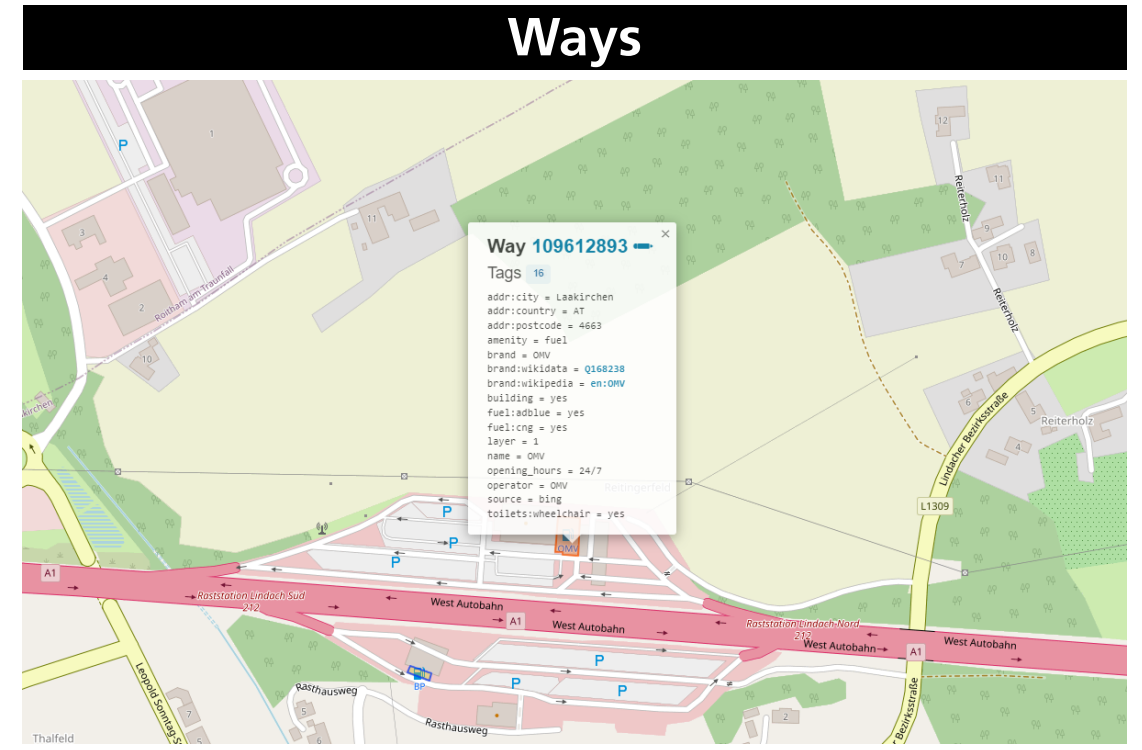 Ways
12
P
1
11
Reiterholz
11
3
9
Way 109612893
×
4
Tags 16
7
10
8
2
Roitham am Traunfall
addr:city = Laakirchen
addr:country = AT
Reiterholz
addr:postcode = 4663
amenity = fuel
10
brand = OMV
brand:wikidata = Q168238
brand:wikipedia = en:OMV
building = yes
fuel:adblue = yes
fuel:cng = yes
layer = 1
name = OMV
opening_hours = 24/7
operator = OMV
source = bing
toilets:wheelchair = yes
kirchen
6
5
Reiterholz
4
Lindacher Bezirksstraße
L1309
P
P
OMV
P
A1
Raststation Lindach Süd
212
West Autobahn
A1
West Autobahn
Raststation Lindach Nord
212
West Autobahn
A1
West Autobahn
P
BP
P
P
Rasthausweg
Rasthausweg
Leopold Sonntag-S
7
5
5
6
2
r Bezirksstraße
Thalfeld